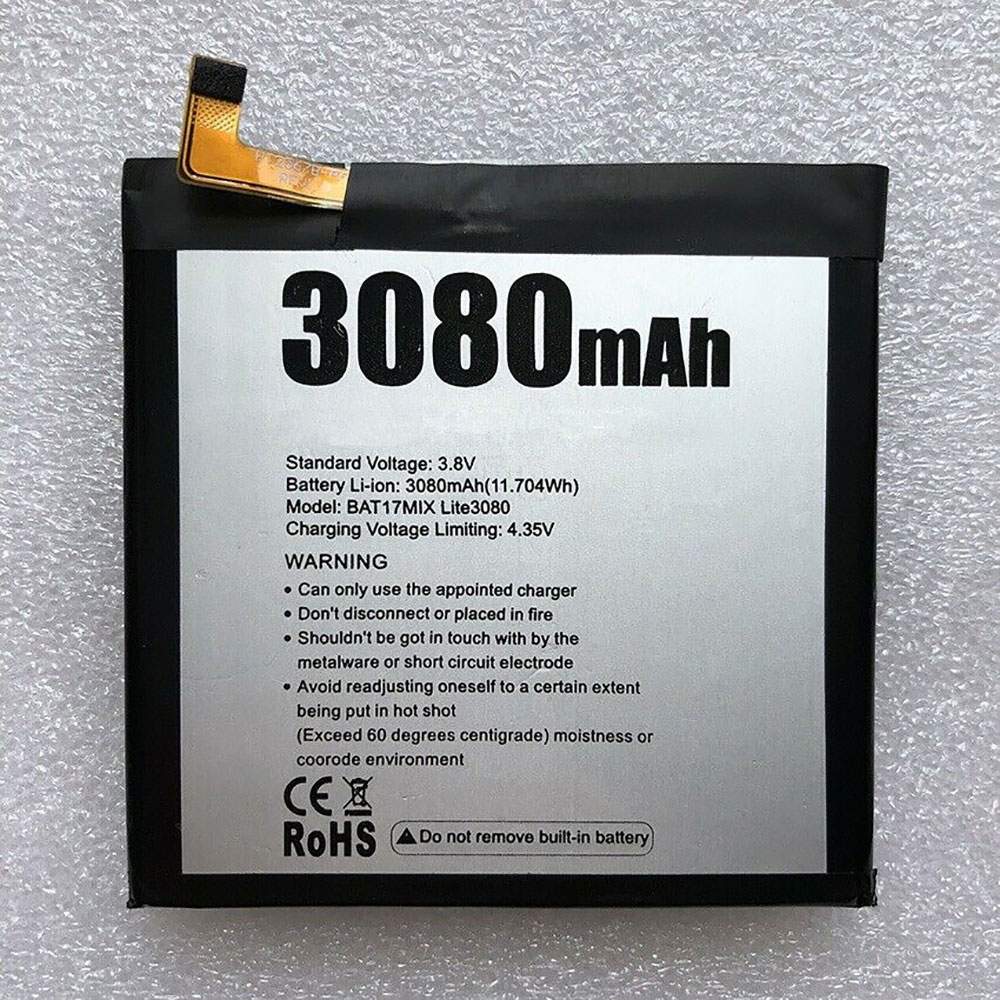 3080mAh
Standard Voltage: 3.8V
Battery Li-ion: 3080mAh(11.704Wh)
Model: BAT17MIX Lite3080
Charging Voltage Limiting: 4.35V
WARNING
• Can only use the appointed charger
• Don't disconnect or placed in fire
• Shouldn't be got in touch with by the
metalware or short circuit electrode
• Avoid readjusting oneself to a certain extent
being put in hot shot
(Exceed 60 degrees centigrade) moistness or
coorode environment
CE
RoHS
Do not remove built-in battery